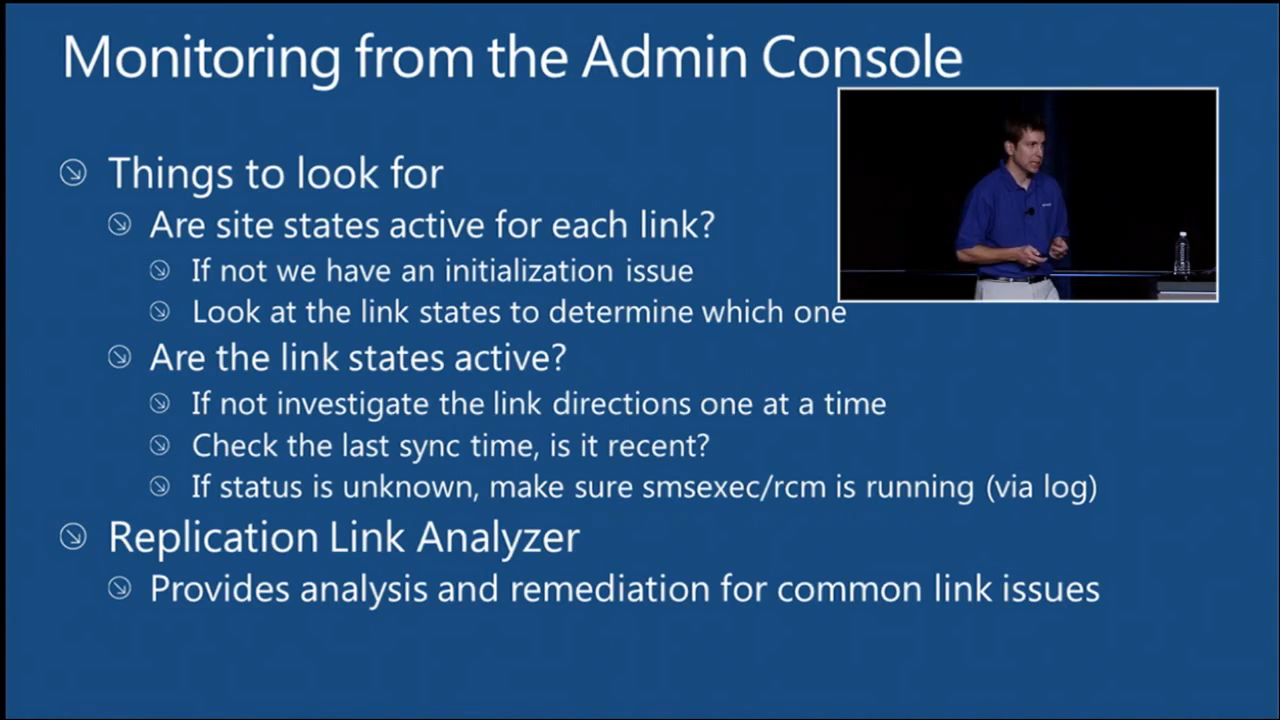 Monitoring from the Admin Console
Things to look for
Are site states active for each link?
If not we have an initialization issue
Look at the link states to determine which one
Are the link states active?
If not investigate the link directions one at a time
Check the last sync time, is it recent?
If status is unknown, make sure smsexec/rcm is running (via log)
Replication Link Analyzer
Provides analysis and remediation for common link issues